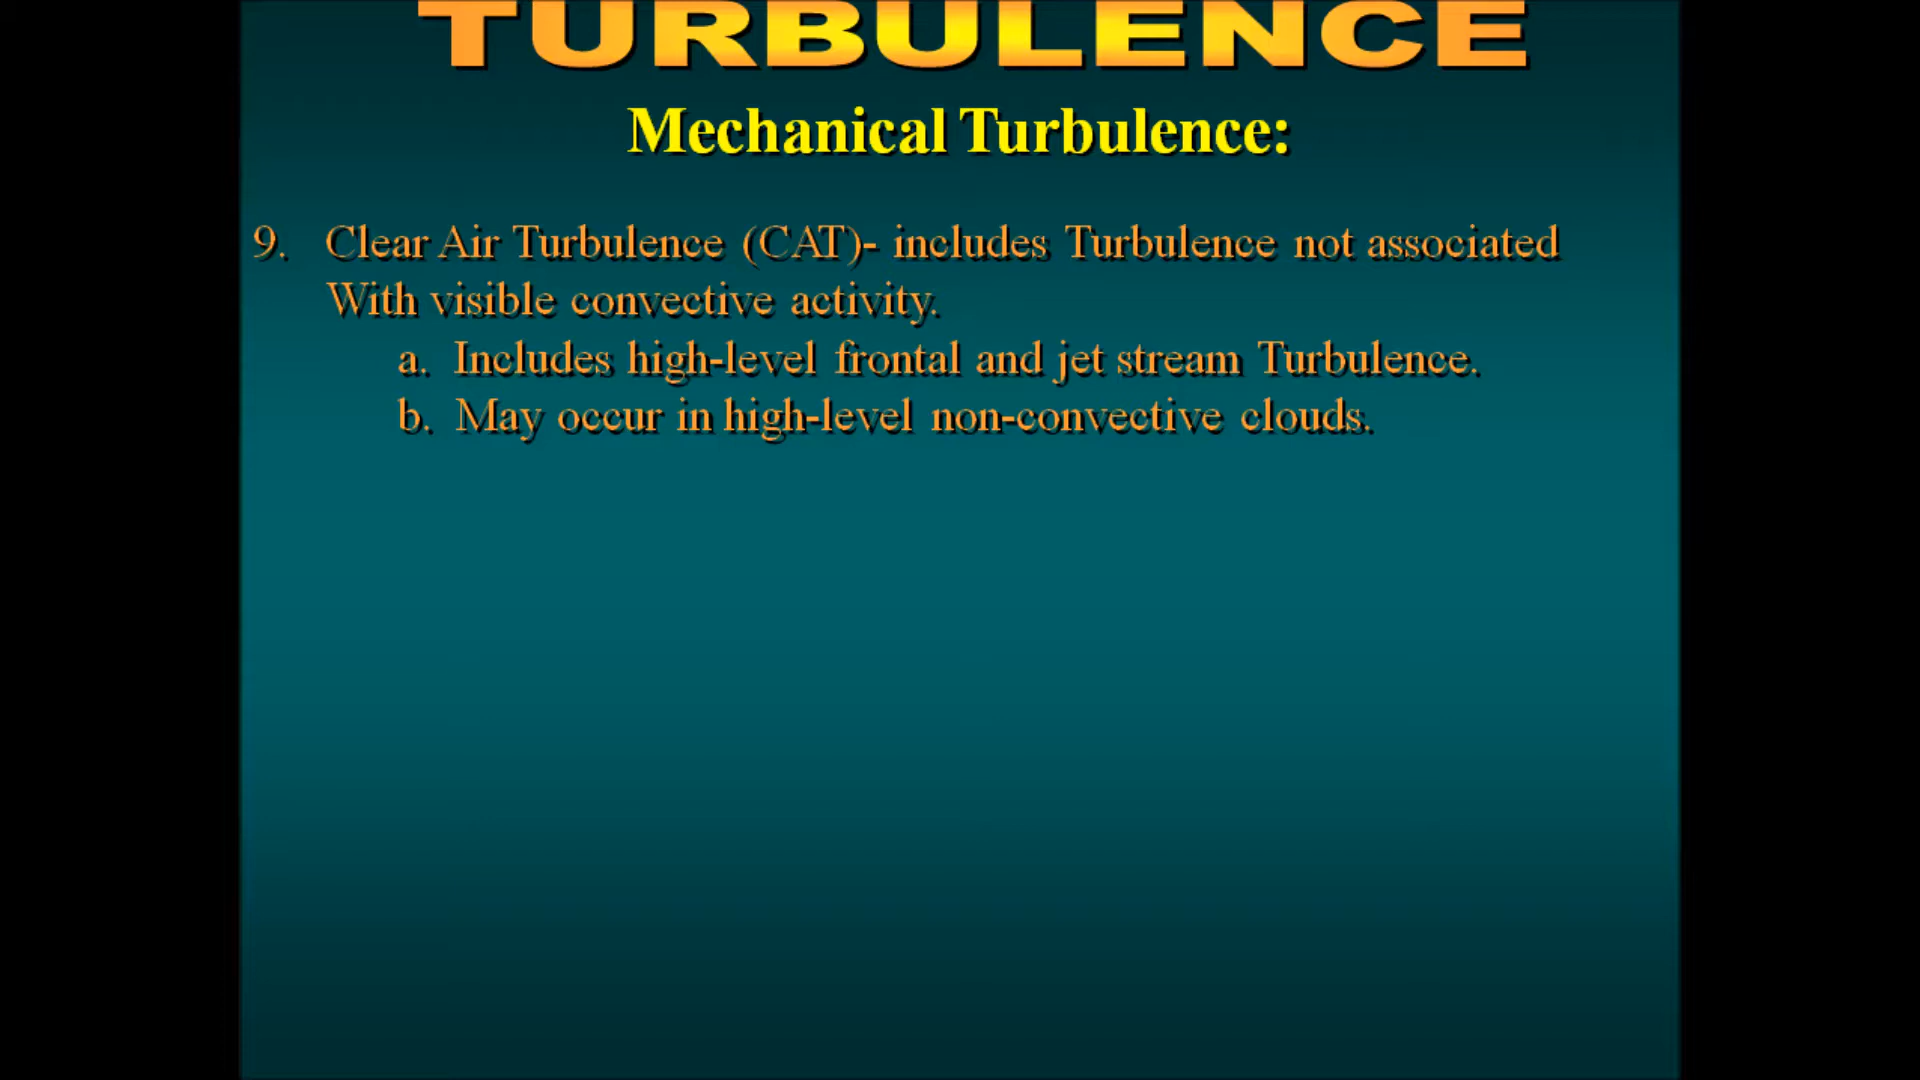 TURBULENCE
Mechanical Turbulence:
9. Clear Air Turbulence (CAT)- includes Turbulence not associated
With visible convective activity.
a. Includes high-level frontal and jet stream Turbulence.
b. May occur in high-level non-convective clouds.